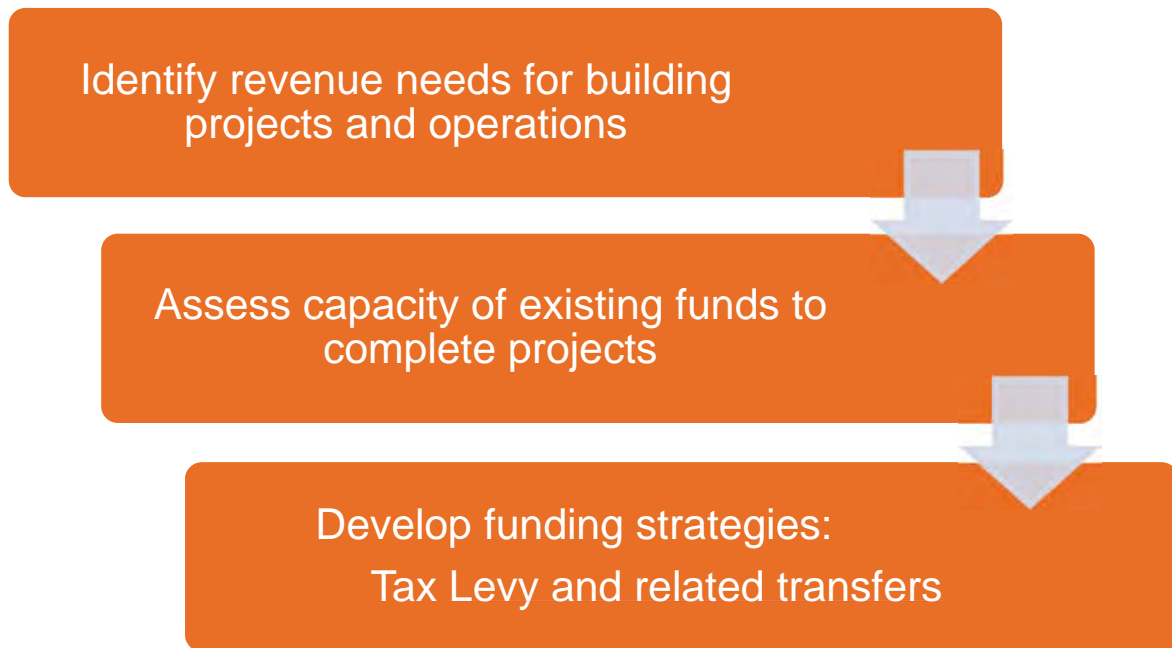 Identify revenue needs for building
projects and operations
Assess capacity of existing funds to
complete projects
Develop funding strategies:
Tax Levy and related transfers